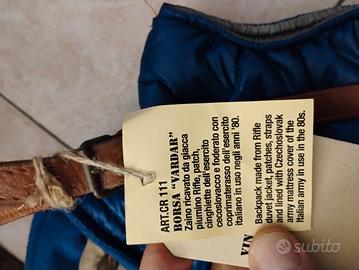 ART.CR 111
BORSA "VARDAR"
Zaino ricavato da giacca
piumino Rifle, patch,
cinghietti dell'esercito
cecoslovacco e foderato con
coprimaterasso dell'esercito
italiano in uso negli anni '80.
Backpack made from Rifle
duvet jacket, patches, straps
and lined with Czechoslovak
army mattress cover of the
Italian army in use in the 80s.
VIN
subito